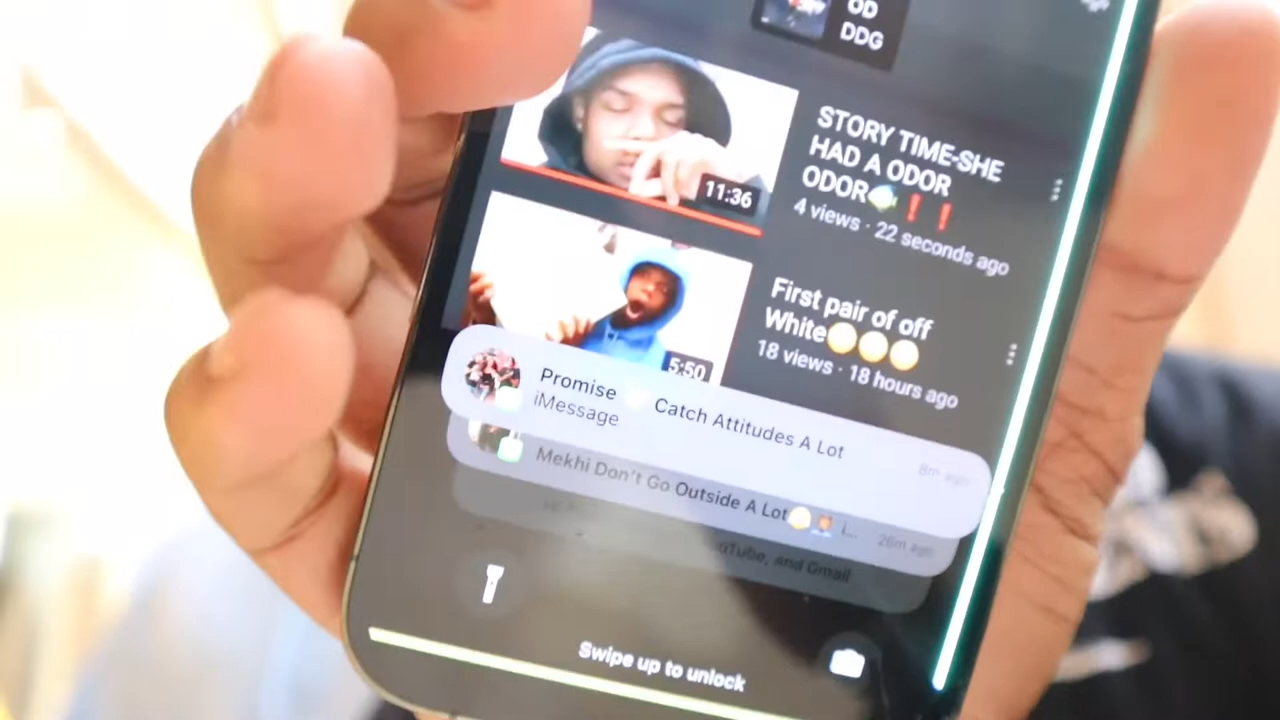 OD
DDG
STORY TIME-SHE
HAD A ODOR
ODOR🐟❗❗
11:36
4 views · 22 seconds ago
First pair of off
White
5:50
18 views · 18 hours ago
Promise Catch Attitudes A Lot
iMessage
8m ago
Mekhi Don't Go Outside A Lot
i...
26m ago
and Gmail
Swipe up to unlock